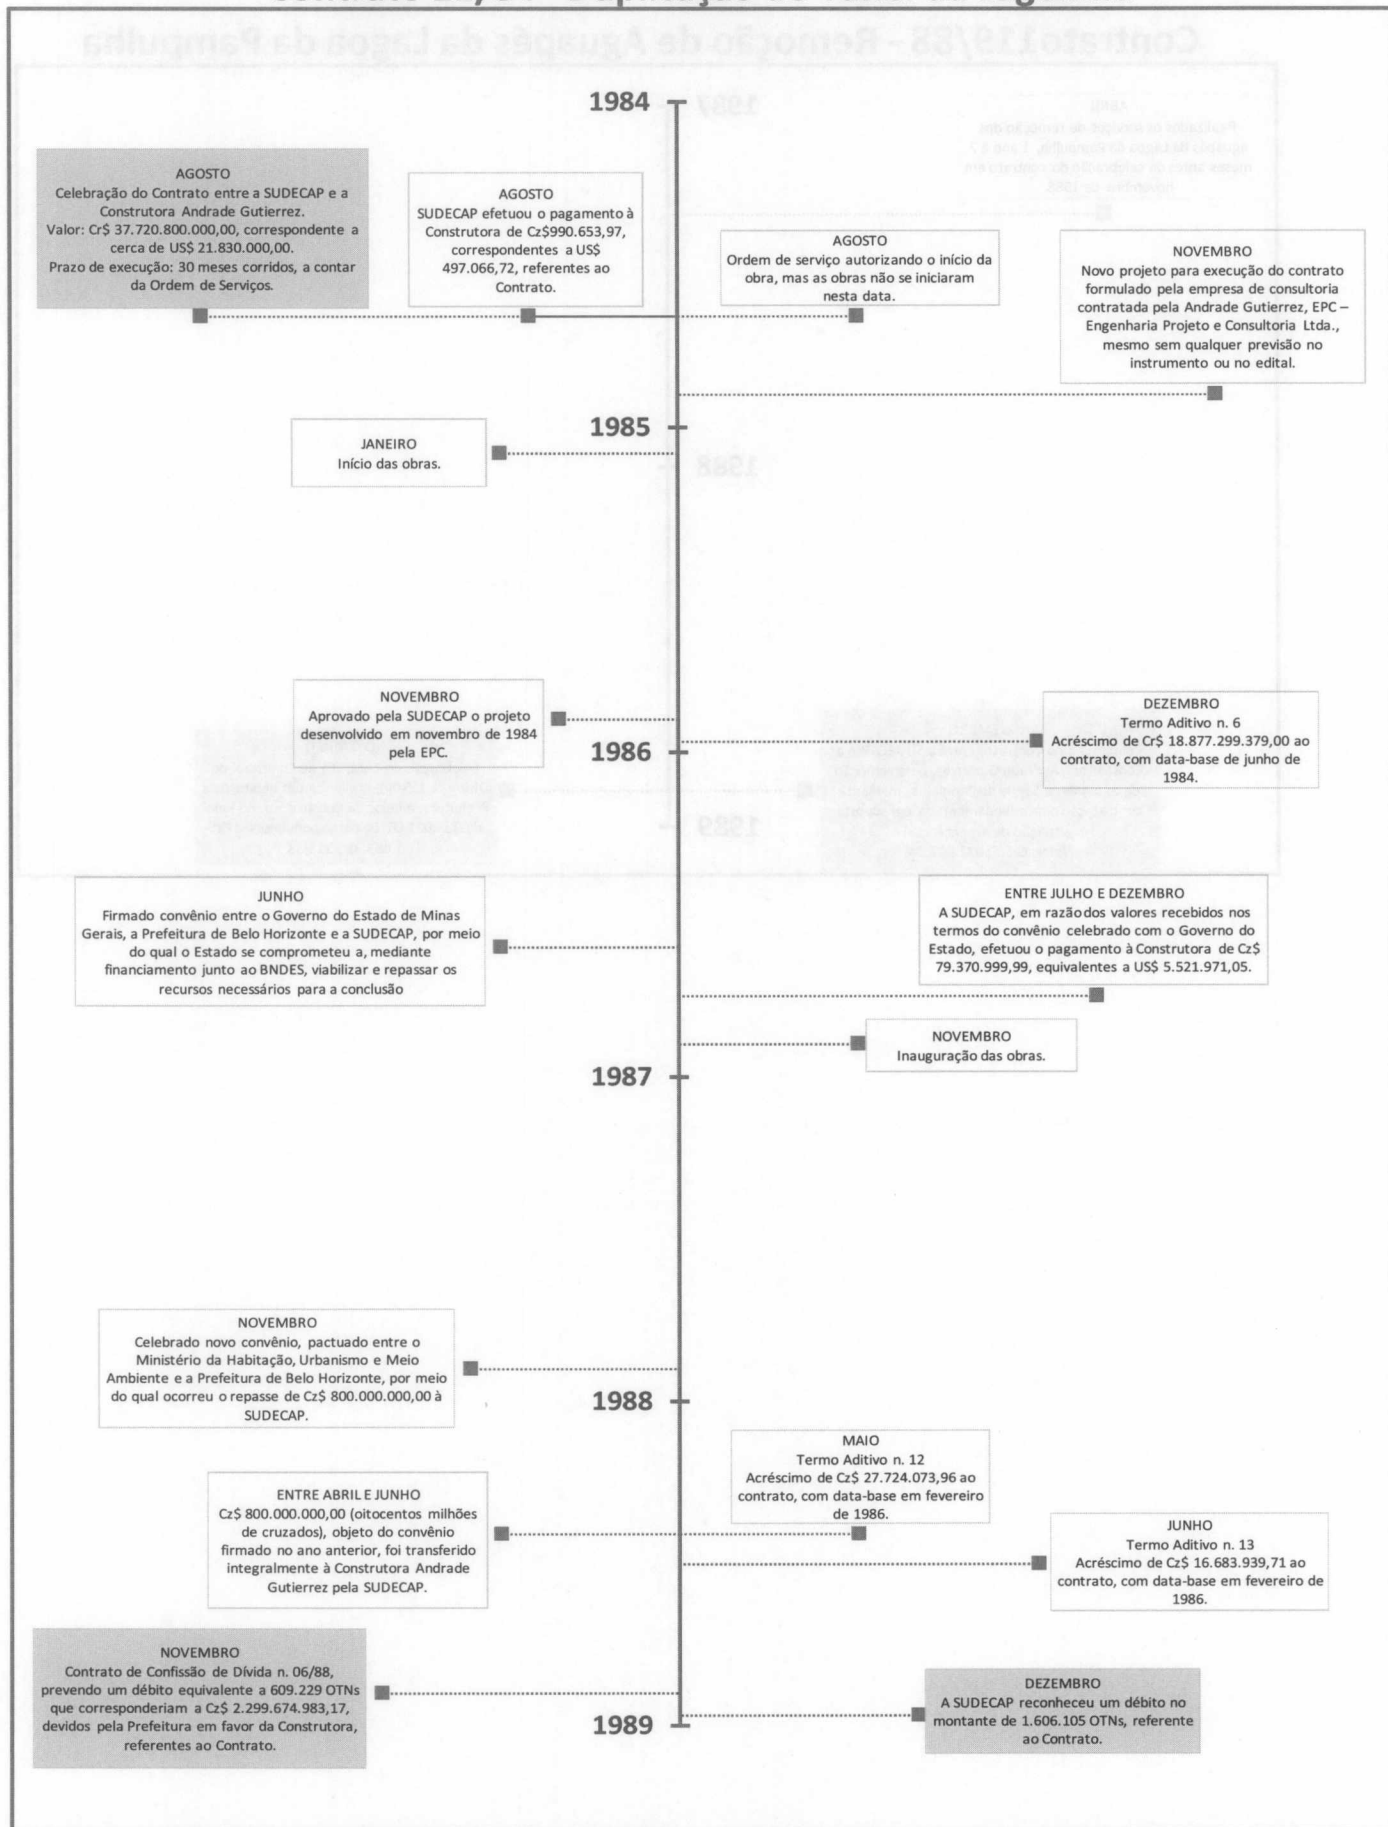 Contrato119/88 - Remoção de Aguapés da Lagoa da Pampulha
1984
AGOSTO
Celebração do Contrato entre a SUDECAP e a
Construtora Andrade Gutierrez.
Valor: Cr$ 37.720.800.000,00, correspondente a
cerca de US$ 21.830.000,00.
Prazo de execução: 30 meses corridos, a contar
da Ordem de Serviços.
AGOSTO
SUDECAP efetuou o pagamento à
Construtora de Cz$990.653,97,
correspondentes a US$
497.066,72, referentes ao
Contrato.
AGOSTO
Ordem de serviço autorizando o início da
obra, mas as obras não se iniciaram
nesta data.
NOVEMBRO
Novo projeto para execução do contrato
formulado pela empresa de consultoria
contratada pela Andrade Gutierrez, EPC –
Engenharia Projeto e Consultoria Ltda.,
mesmo sem qualquer previsão no
instrumento ou no edital.
1985
JANEIRO
Início das obras.
NOVEMBRO
Aprovado pela SUDECAP o projeto
desenvolvido em novembro de 1984
pela EPC.
DEZEMBRO
Termo Aditivo n. 6
Acréscimo de Cr$ 18.877.299.379,00 ao
contrato, com data-base de junho de
1984.
1986
JUNHO
Firmado convênio entre o Governo do Estado de Minas
Gerais, a Prefeitura de Belo Horizonte e a SUDECAP, por meio
do qual o Estado se comprometeu a, mediante
financiamento junto ao BNDES, viabilizar e repassar os
recursos necessários para a conclusão
ENTRE JULHO E DEZEMBRO
A SUDECAP, em razão dos valores recebidos nos
termos do convênio celebrado com o Governo do
Estado, efetuou o pagamento à Construtora de Cz$
79.370.999,99, equivalentes a US$ 5.521.971,05.
NOVEMBRO
Inauguração das obras.
1987
NOVEMBRO
Celebrado novo convênio, pactuado entre o
Ministério da Habitação, Urbanismo e Meio
Ambiente e a Prefeitura de Belo Horizonte, por meio
do qual ocorreu o repasse de Cz$ 800.000.000,00 à
SUDECAP.
1988
MAIO
Termo Aditivo n. 12
Acréscimo de Cz$ 27.724.073,96 ao
contrato, com data-base em fevereiro
de 1986.
ENTRE ABRIL E JUNHO
Cz$ 800.000.000,00 (oitocentos milhões
de cruzados), objeto do convênio
firmado no ano anterior, foi transferido
integralmente à Construtora Andrade
Gutierrez pela SUDECAP.
JUNHO
Termo Aditivo n. 13
Acréscimo de Cz$ 16.683.939,71 ao
contrato, com data-base em fevereiro de
1986.
NOVEMBRO
Contrato de Confissão de Dívida n. 06/88,
prevendo um débito equivalente a 609.229 OTNs
que corresponderiam a Cz$ 2.299.674.983,17,
devidos pela Prefeitura em favor da Construtora,
referentes ao Contrato.
DEZEMBRO
A SUDECAP reconheceu um débito no
montante de 1.606.105 OTNs, referente
ao Contrato.
1989